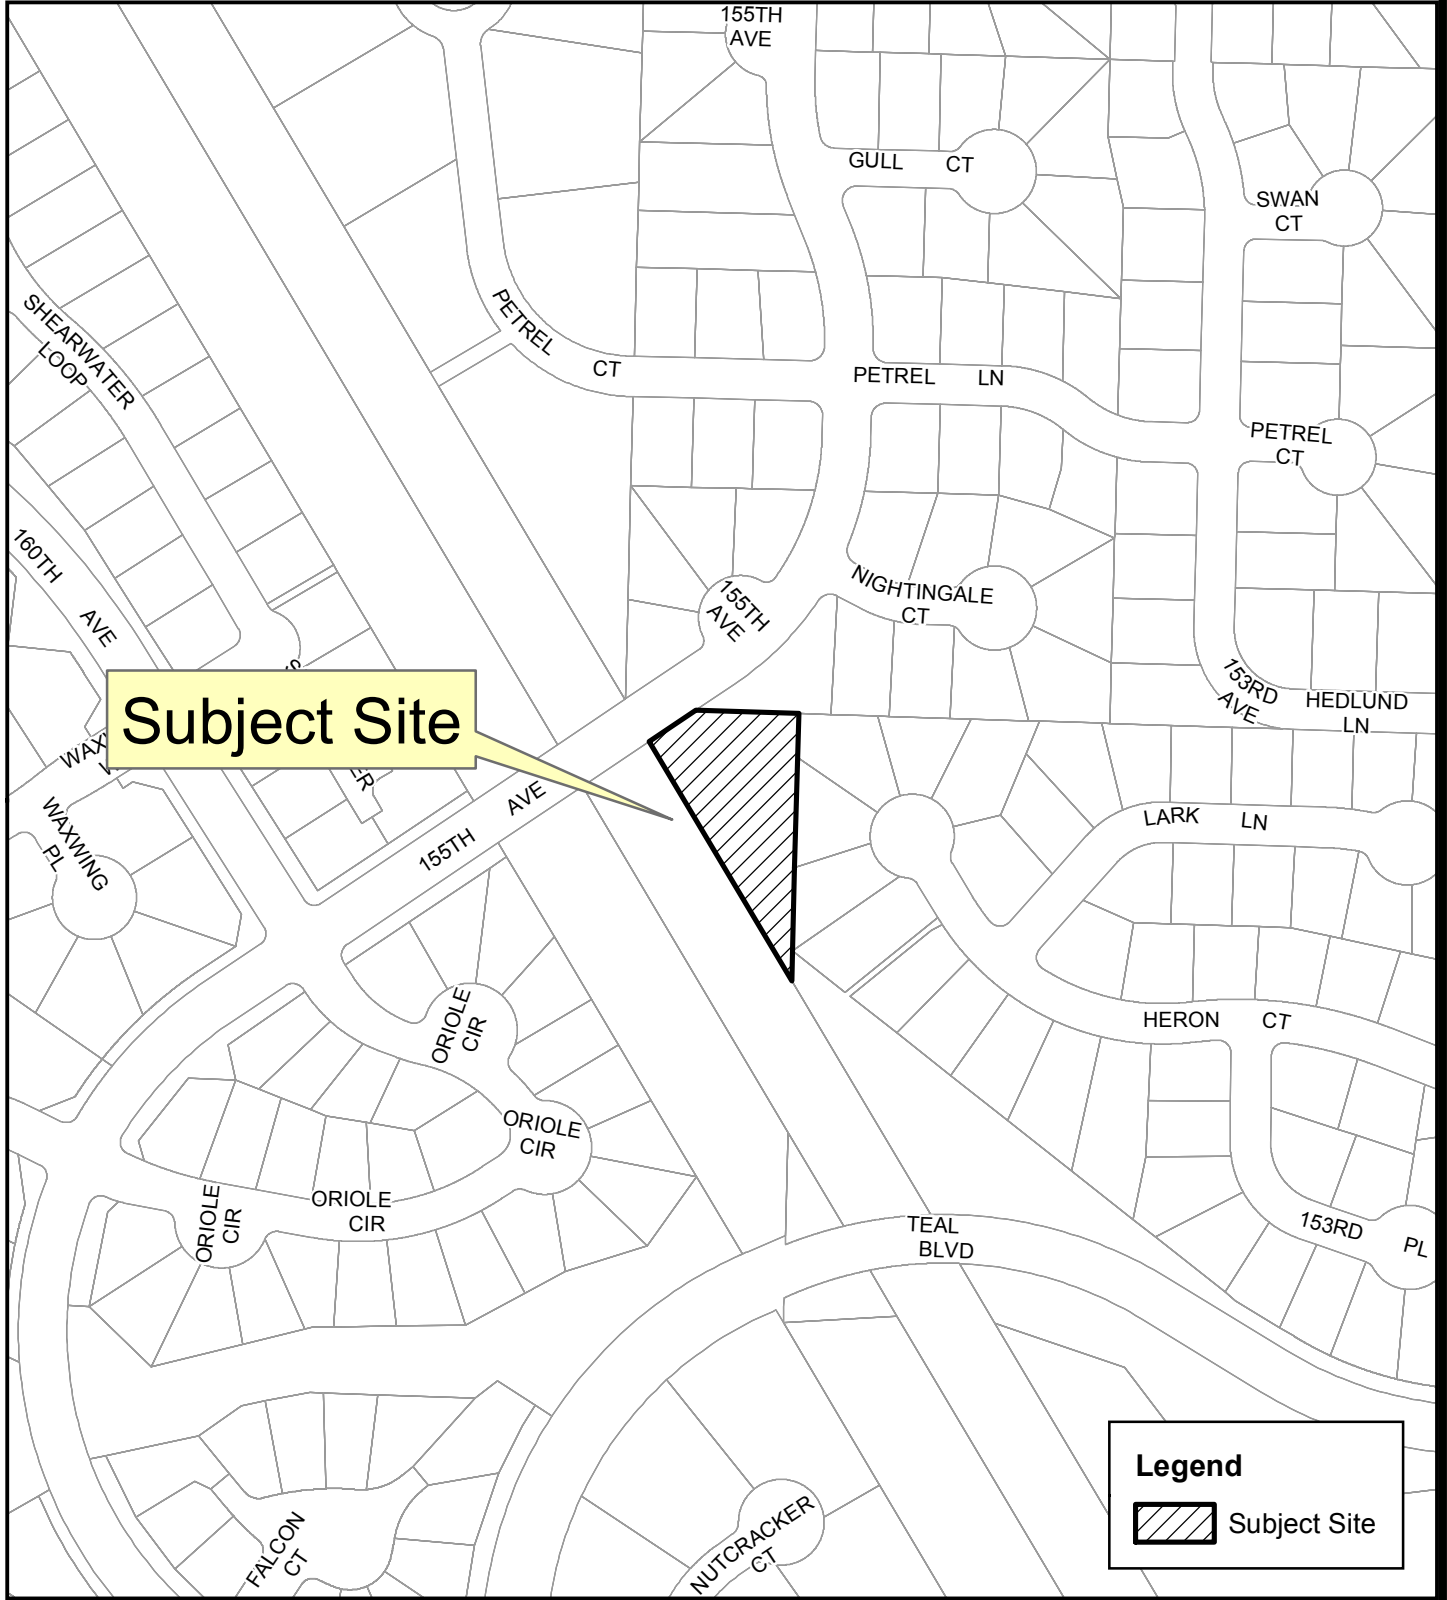 155TH
AVE
GULL CT
SWAN
CT
SHEARWATER
LOOP
PETREL
CT
PETREL LN
PETREL
CT
160TH
AVE
NIGHTINGALE
CT
155TH
AVE
153RD
AVE
HEDLUND
LN
Subject Site
WAXWING
PL
155TH AVE
LARK LN
ORIOLE
CIR
HERON CT
ORIOLE
CIR
ORIOLE
CIR
ORIOLE
CIR
TEAL
BLVD
153RD PL
FALCON
CT
NUTCRACKER
CT
Legend
Subject Site